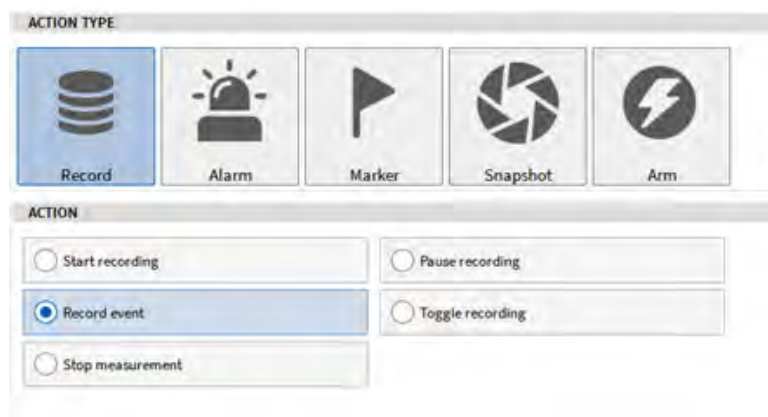 ACTION TYPE
Record Alarm Marker Snapshot Arm
ACTION
Start recording Pause recording
Record event Toggle recording
Stop measurement